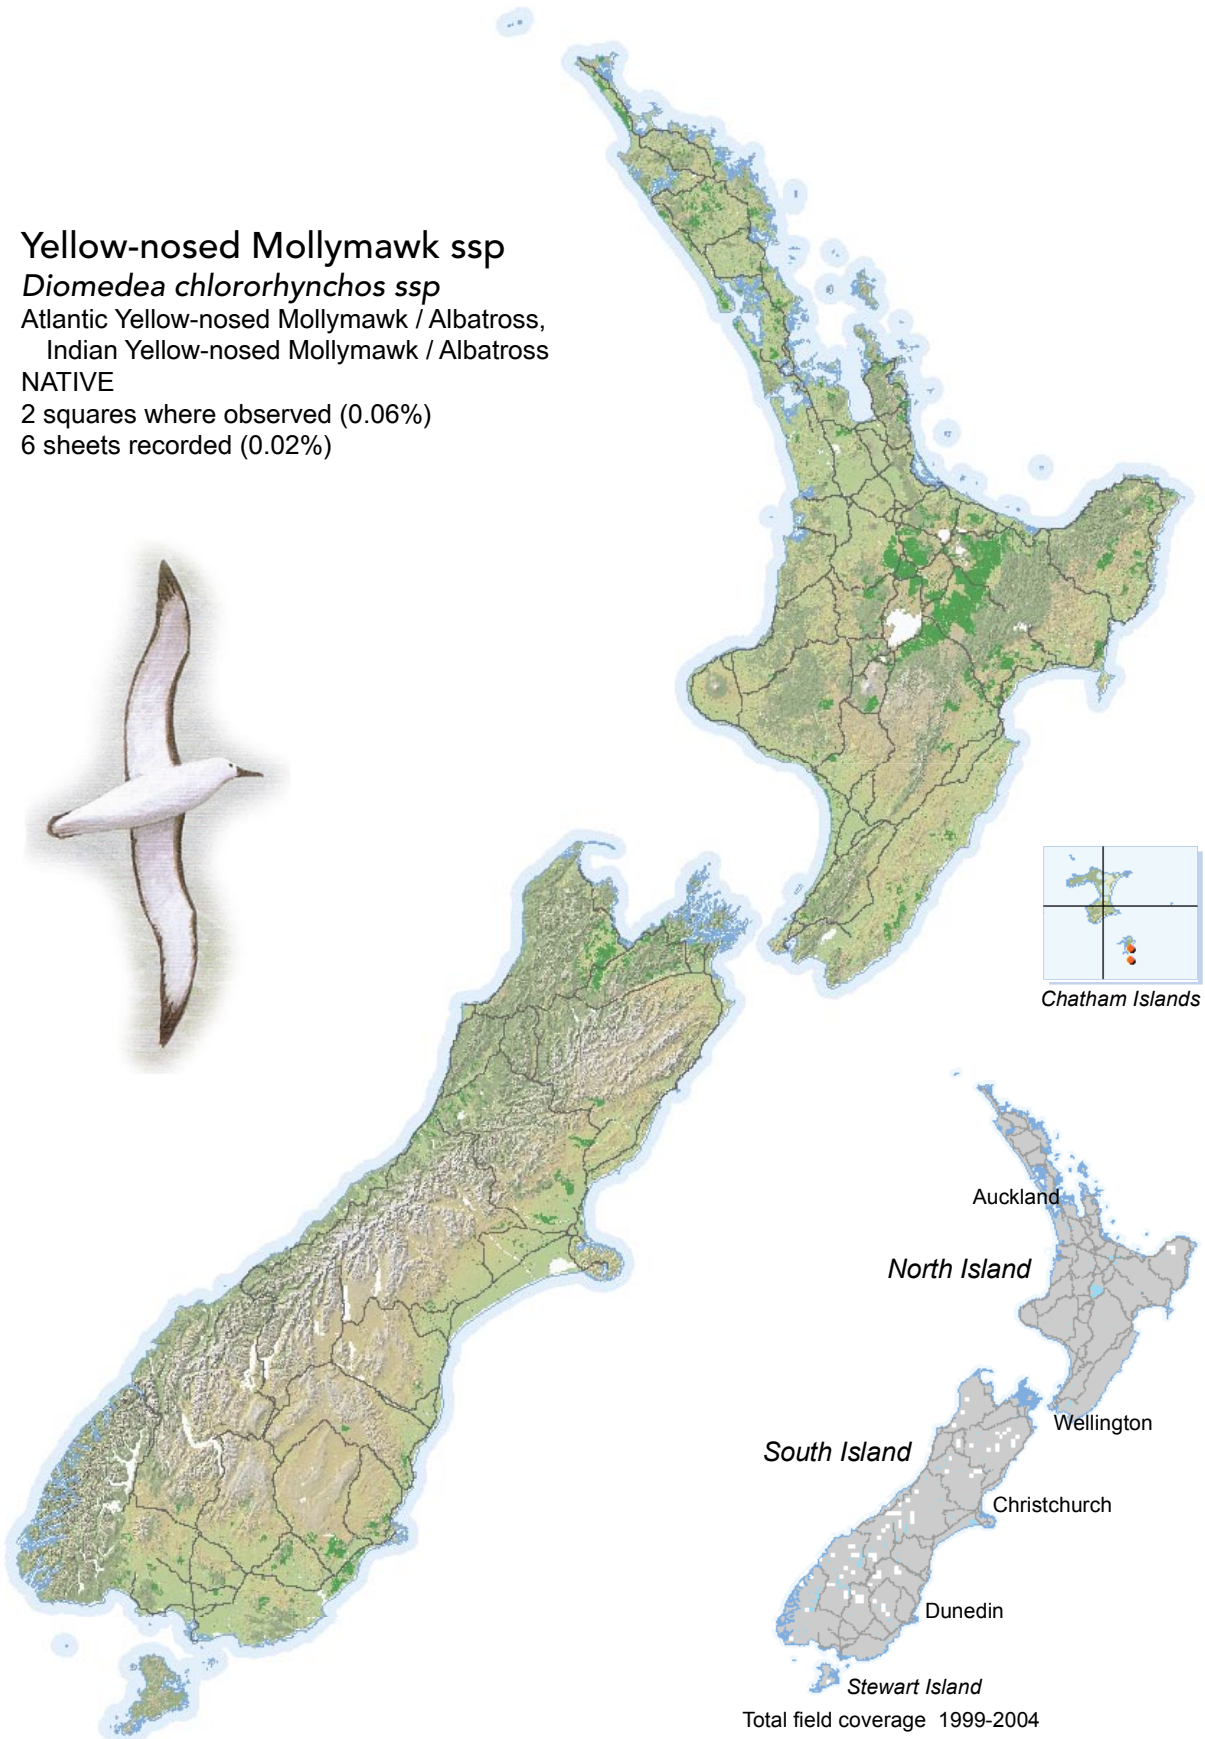 Yellow-nosed Mollymawk ssp
Diomedea chlororhynchos ssp
Atlantic Yellow-nosed Mollymawk / Albatross,
Indian Yellow-nosed Mollymawk / Albatross
NATIVE
2 squares where observed (0.06%)
6 sheets recorded (0.02%)
Chatham Islands
Auckland
North Island
Wellington
South Island
Christchurch
Dunedin
Stewart Island
Total field coverage 1999-2004